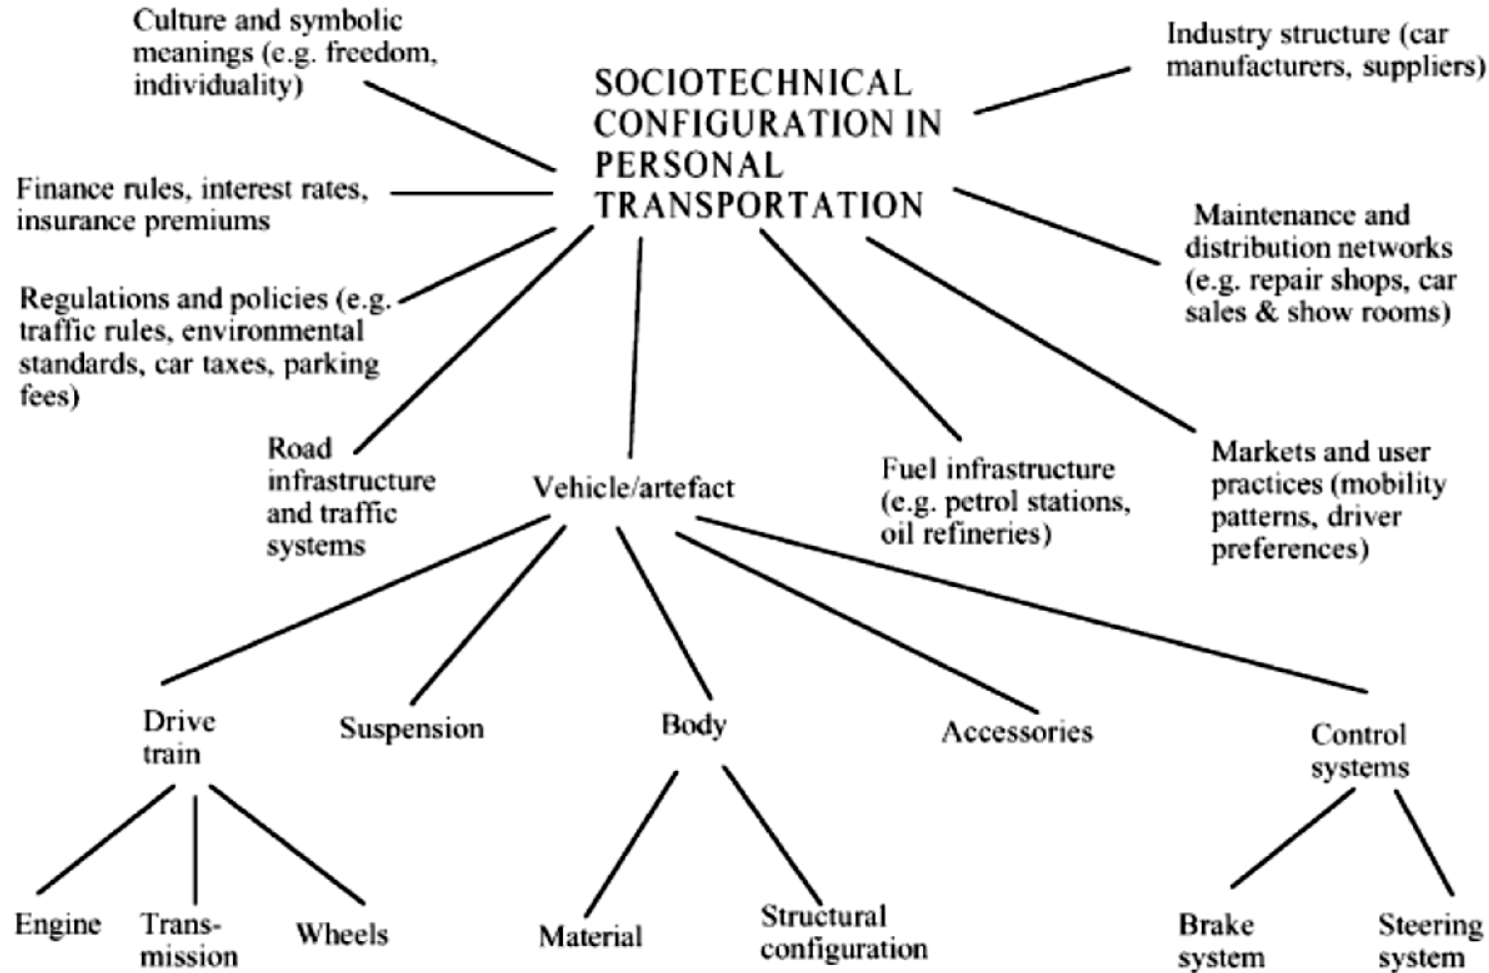 Culture and symbolic
meanings (e.g. freedom,
individuality)
SOCIOTECHNICAL
CONFIGURATION IN
PERSONAL
TRANSPORTATION
Industry structure (car
manufacturers, suppliers)
Finance rules, interest rates,
insurance premiums
Maintenance and
distribution networks
(e.g. repair shops, car
sales & show rooms)
Regulations and policies (e.g.
traffic rules, environmental
standards, car taxes, parking
fees)
Road
infrastructure
and traffic
systems
Vehicle/artefact
Fuel infrastructure
(e.g. petrol stations,
oil refineries)
Markets and user
practices (mobility
patterns, driver
preferences)
Drive
train
Suspension
Body
Accessories
Control
systems
Engine
Trans-
mission
Wheels
Material
Structural
configuration
Brake
system
Steering
system